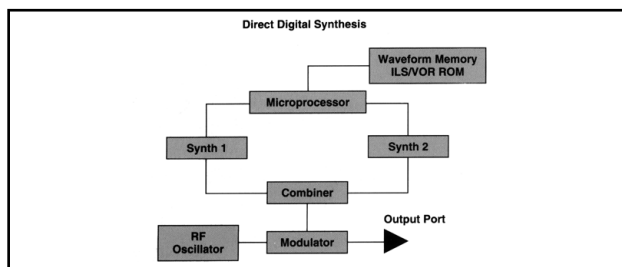 Direct Digital Synthesis
Waveform Memory
ILS/VOR ROM
Microprocessor
Synth 1
Synth 2
Combiner
Output Port
RF
Oscillator
Modulator